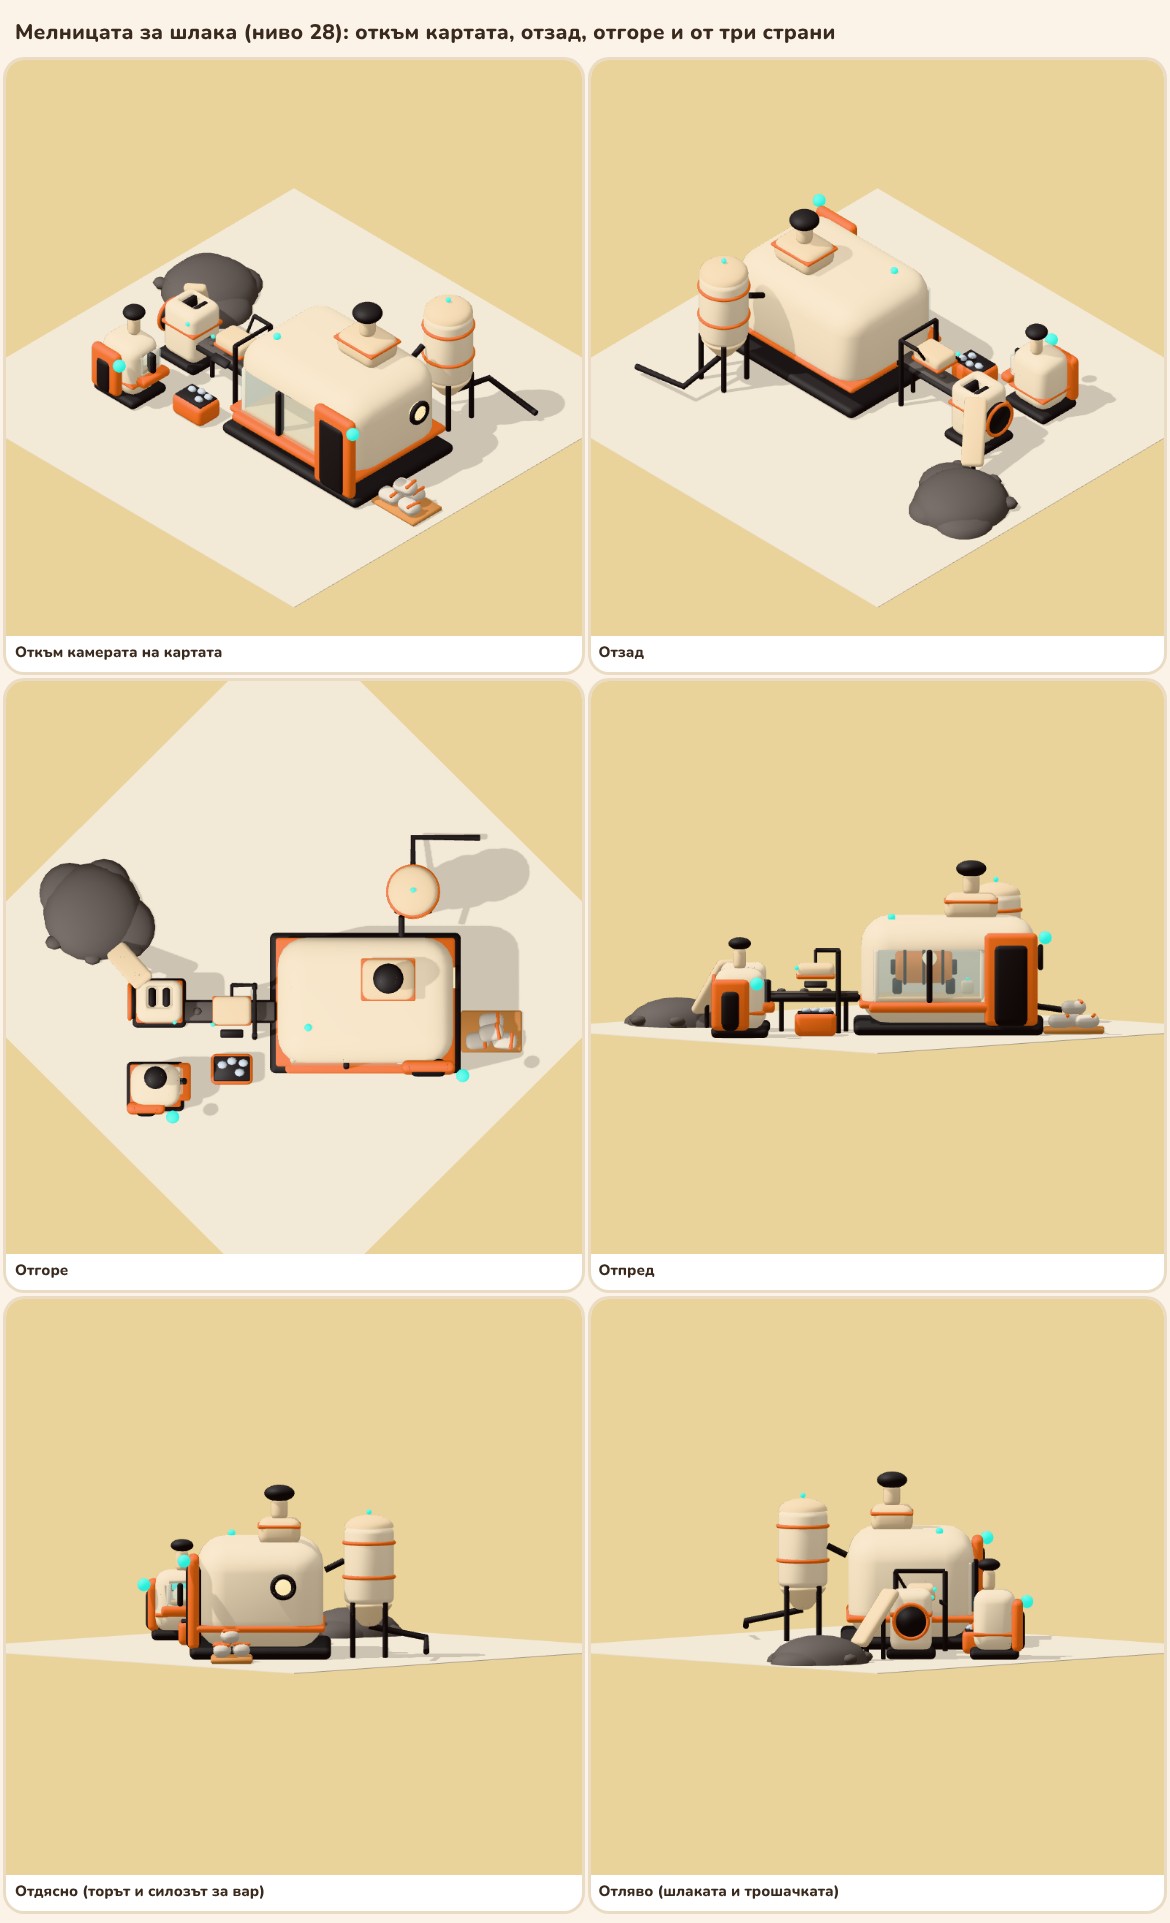 Мелницата за шлака (ниво 28): откъм картата, отзад, отгоре и от три страни
Откъм камерата на картата
Отзад
Отгоре
Отпред
Отдясно (торът и силозът за вар)
Отляво (шлаката и трошачката)